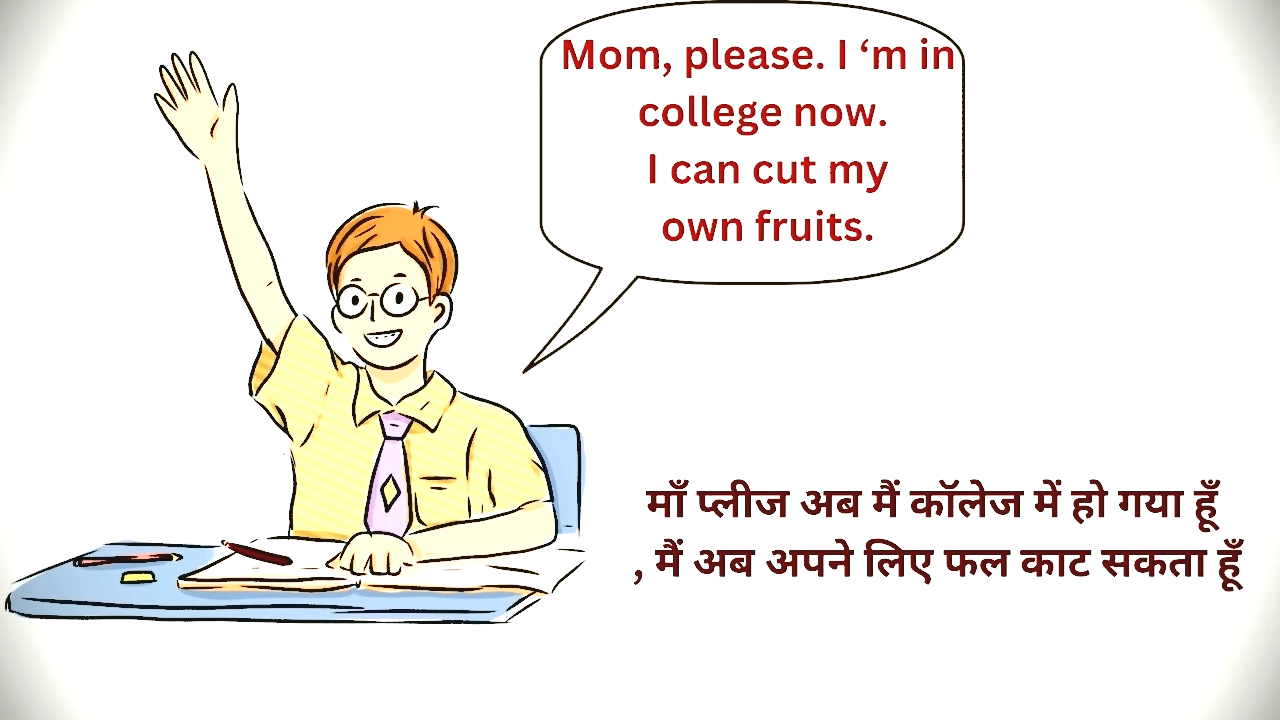 Mom, please. I ‘m in
college now.
I can cut my
own fruits.
माँ प्लीज अब मैं कॉलेज में हो गया हूँ
, मैं अब अपने लिए फल काट सकता हूँ